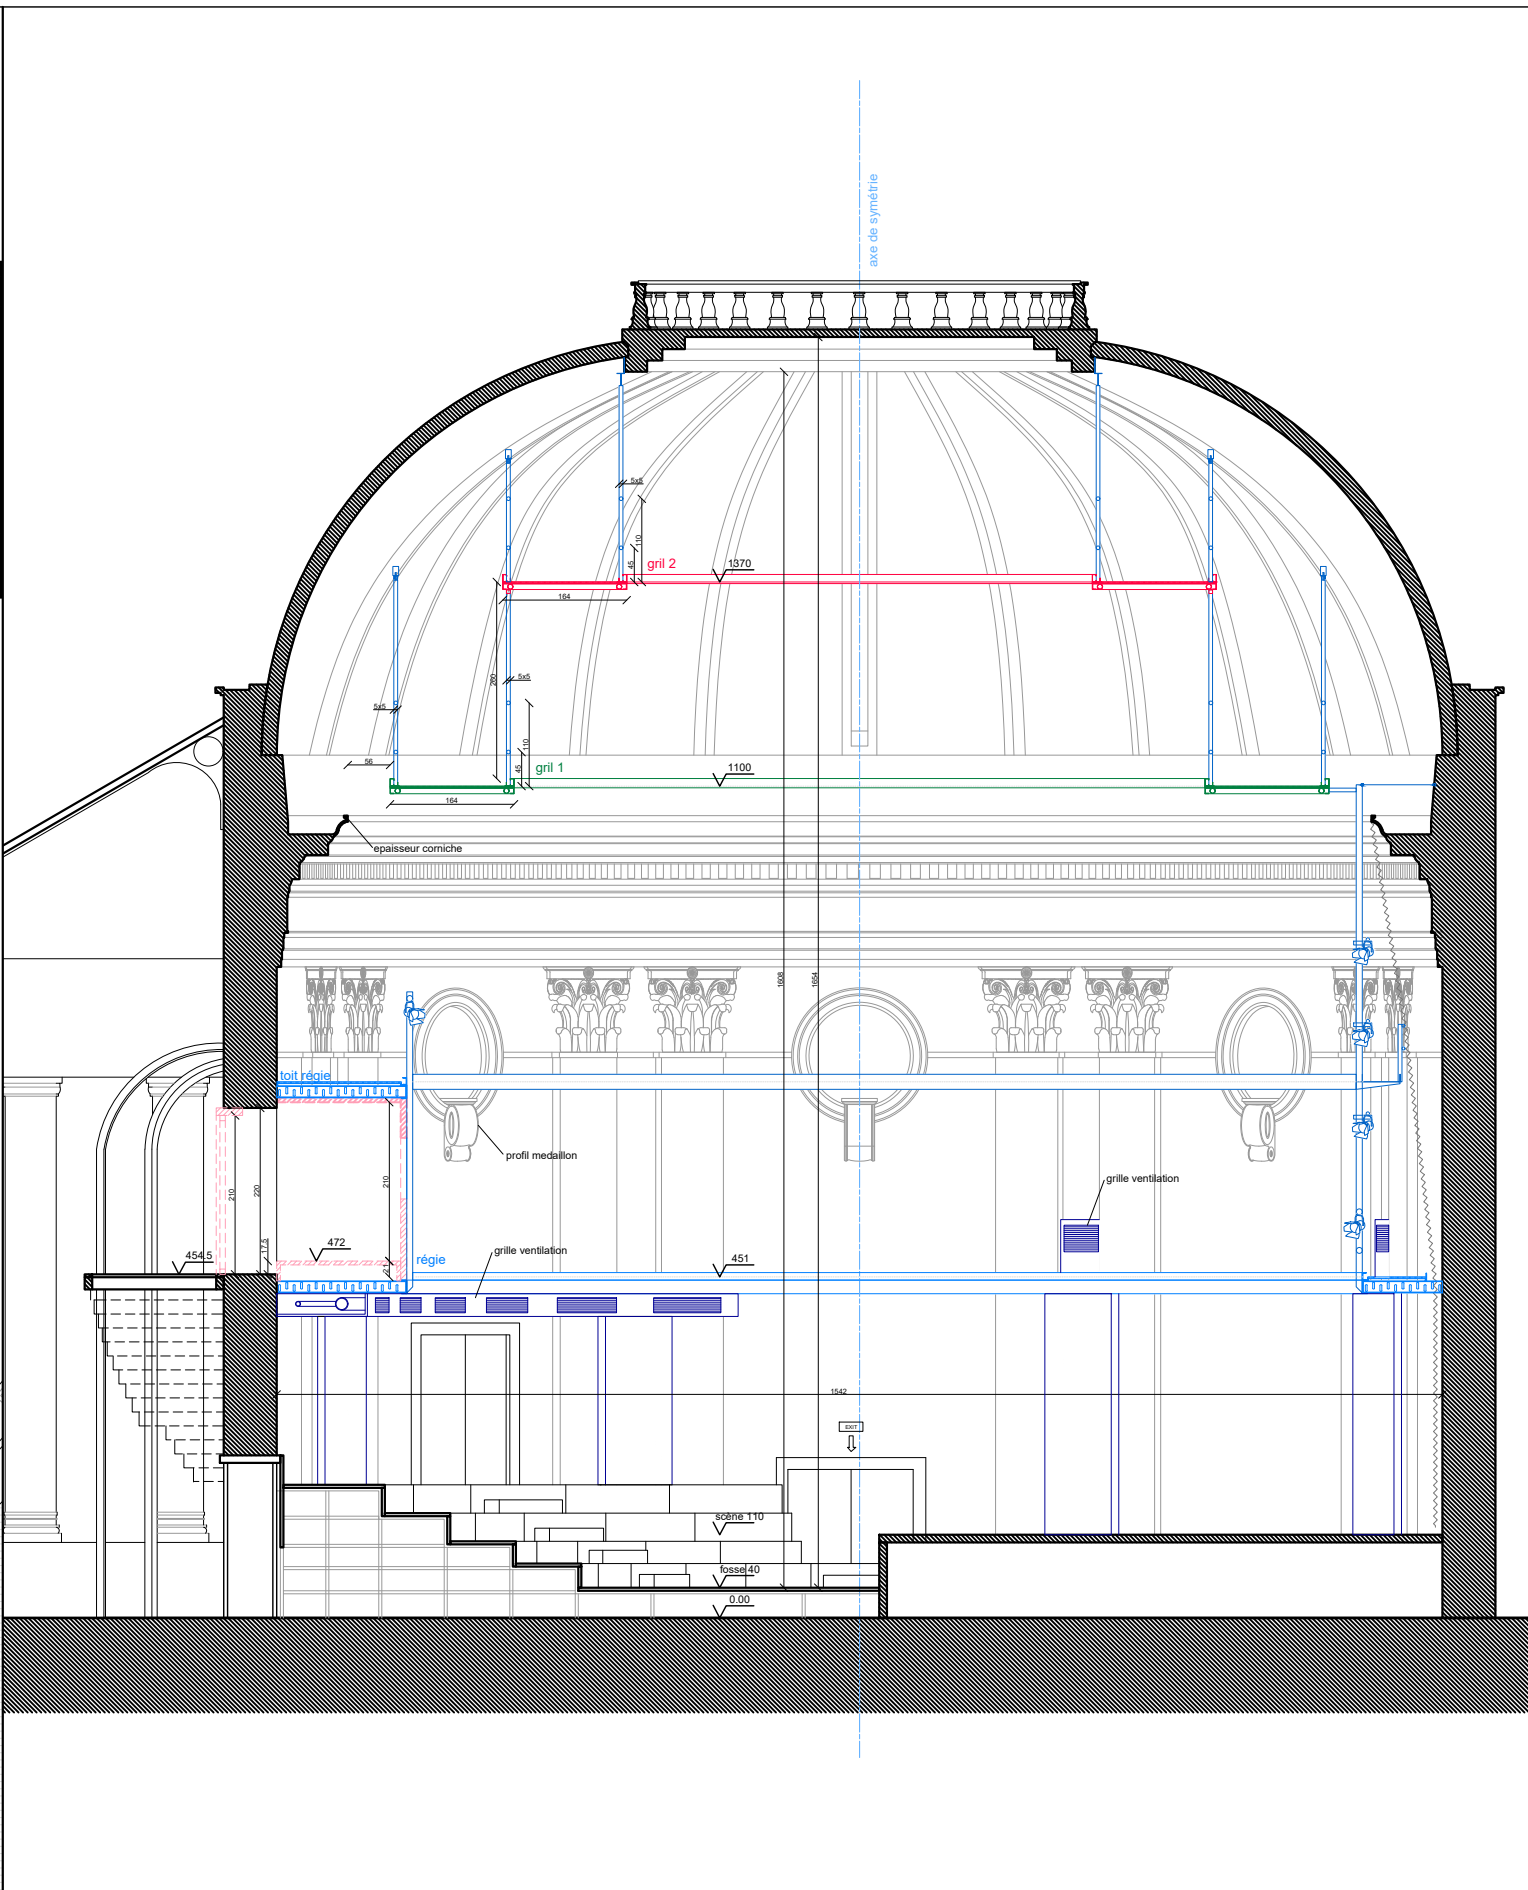 axe de symétrie
5x5
110
45
gril 2
1370
164
260
5x5
5x5
110
45
56
gril 1
1100
164
epaisseur corniche
1608
1654
toit régie
profil medaillon
210
220
210
grille ventilation
17.5
472
454.5
21
régie
grille ventilation
451
1542
EXIT
scène 110
fosse 40
0.00